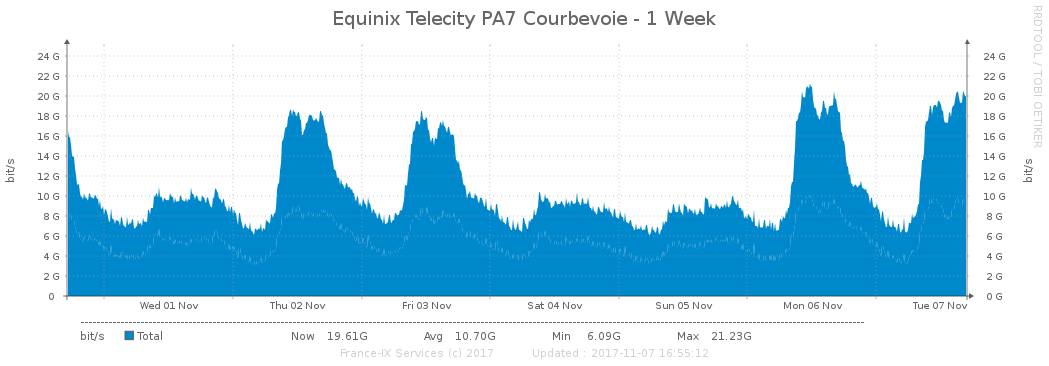 Equinix Telecity PA7 Courbevoie - 1 Week
RRDTOOL / TOBI OETIKER
bit/s
24 G 24 G
22 G 22 G
20 G 20 G
18 G 18 G
16 G 16 G
14 G 14 G
12 G 12 G
10 G 10 G
8 G 8 G
6 G 6 G
4 G 4 G
2 G 2 G
0 0 G
bit/s
Wed 01 Nov Thu 02 Nov Fri 03 Nov Sat 04 Nov Sun 05 Nov Mon 06 Nov Tue 07 Nov
bit/s Total Now 19.61G Avg 10.70G Min 6.09G Max 21.23G
France-IX Services (c) 2017 Updated : 2017-11-07 16:55:12